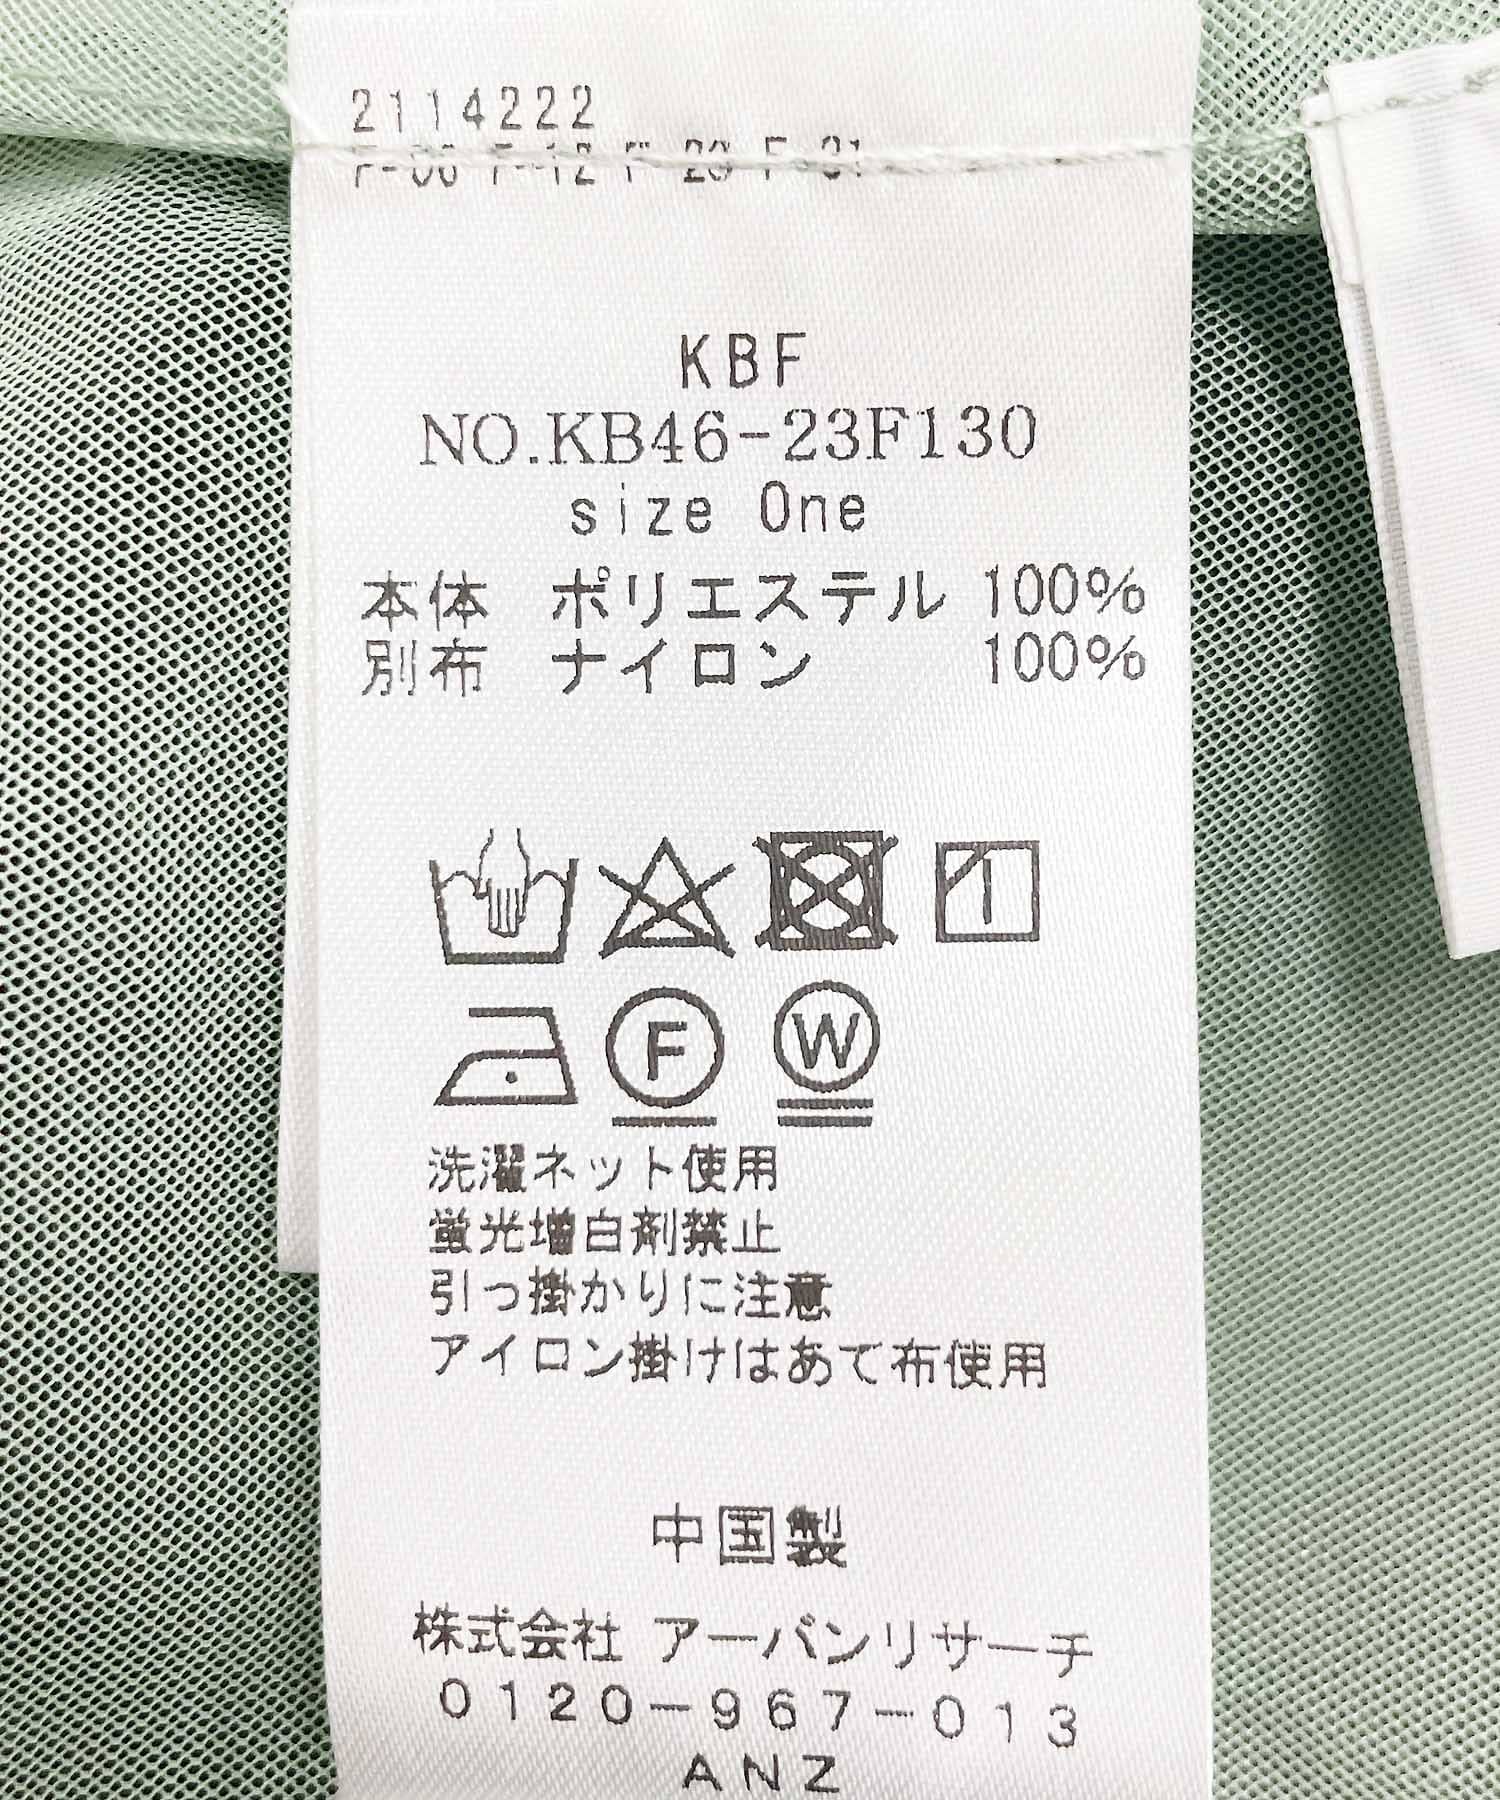 2114222
KBF
NO.KB46-23F130
size One
本体 ポリエステル 100%
別布 ナイロン 100%
F
W
洗濯ネット使用
蛍光増白剤禁止
引っ掛かりに注意
アイロン掛けはあて布使用
中国製
株式会社 アーバンリサーチ
0120-967-013
ANZ